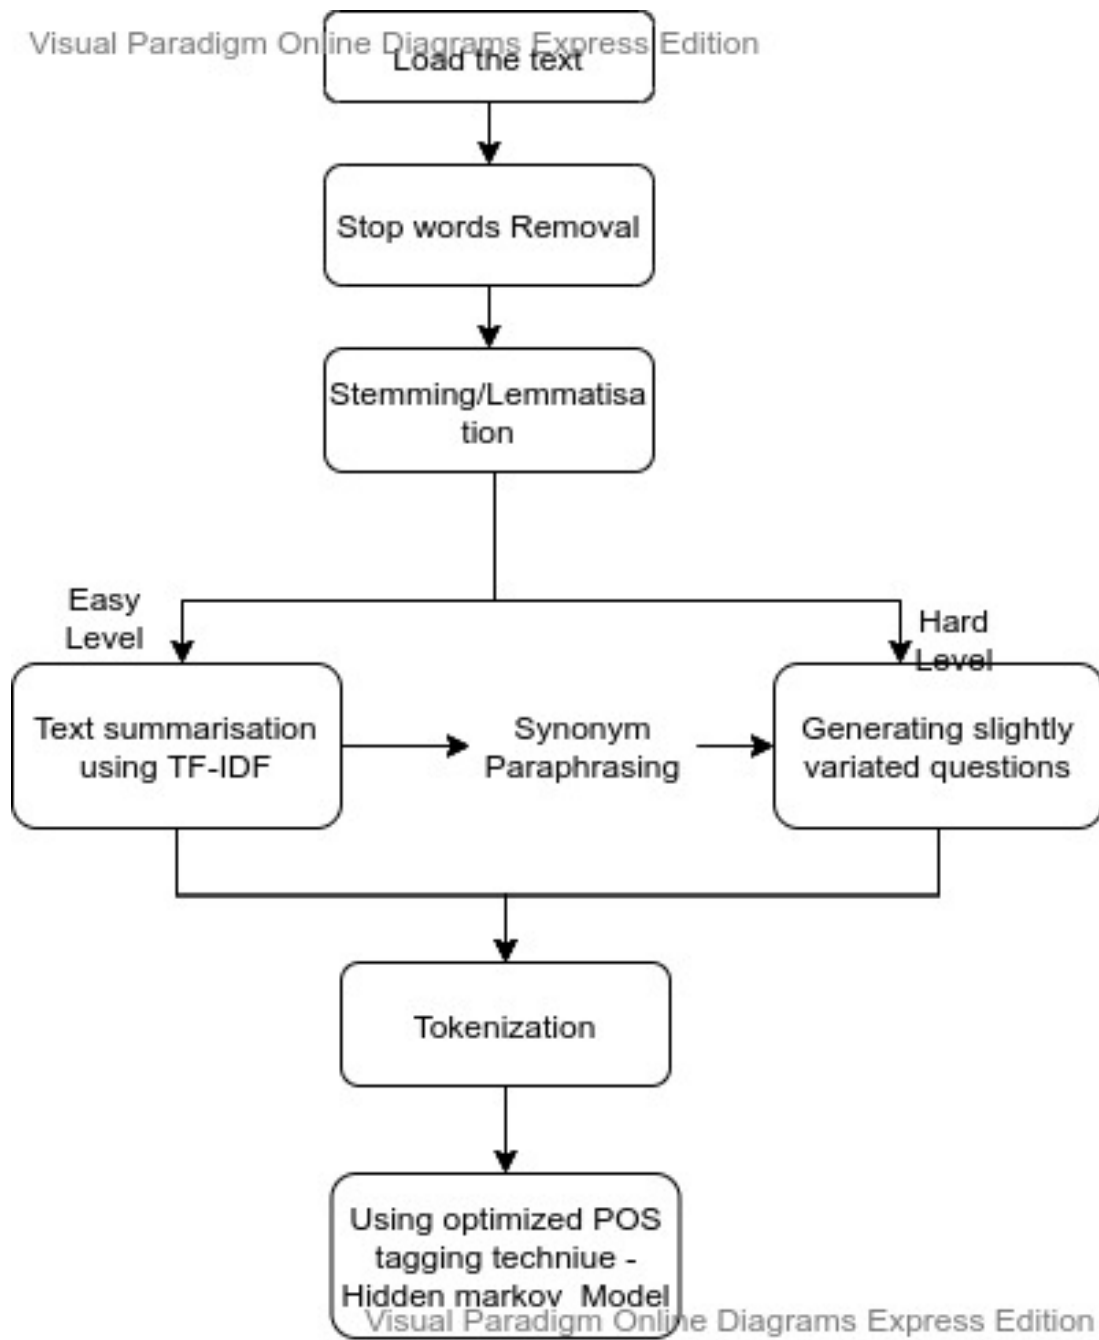 Visual Paradigm Online Diagrams Express Edition
Load the text
Stop words Removal
Stemming/Lemmatisa
tion
Easy
Level
Hard
Level
Text summarisation
using TF-IDF
Synonym
Paraphrasing
Generating slightly
variated questions
Tokenization
Using optimized POS
tagging techniue -
Hidden markov Model
Visual Paradigm Online Diagrams Express Edition